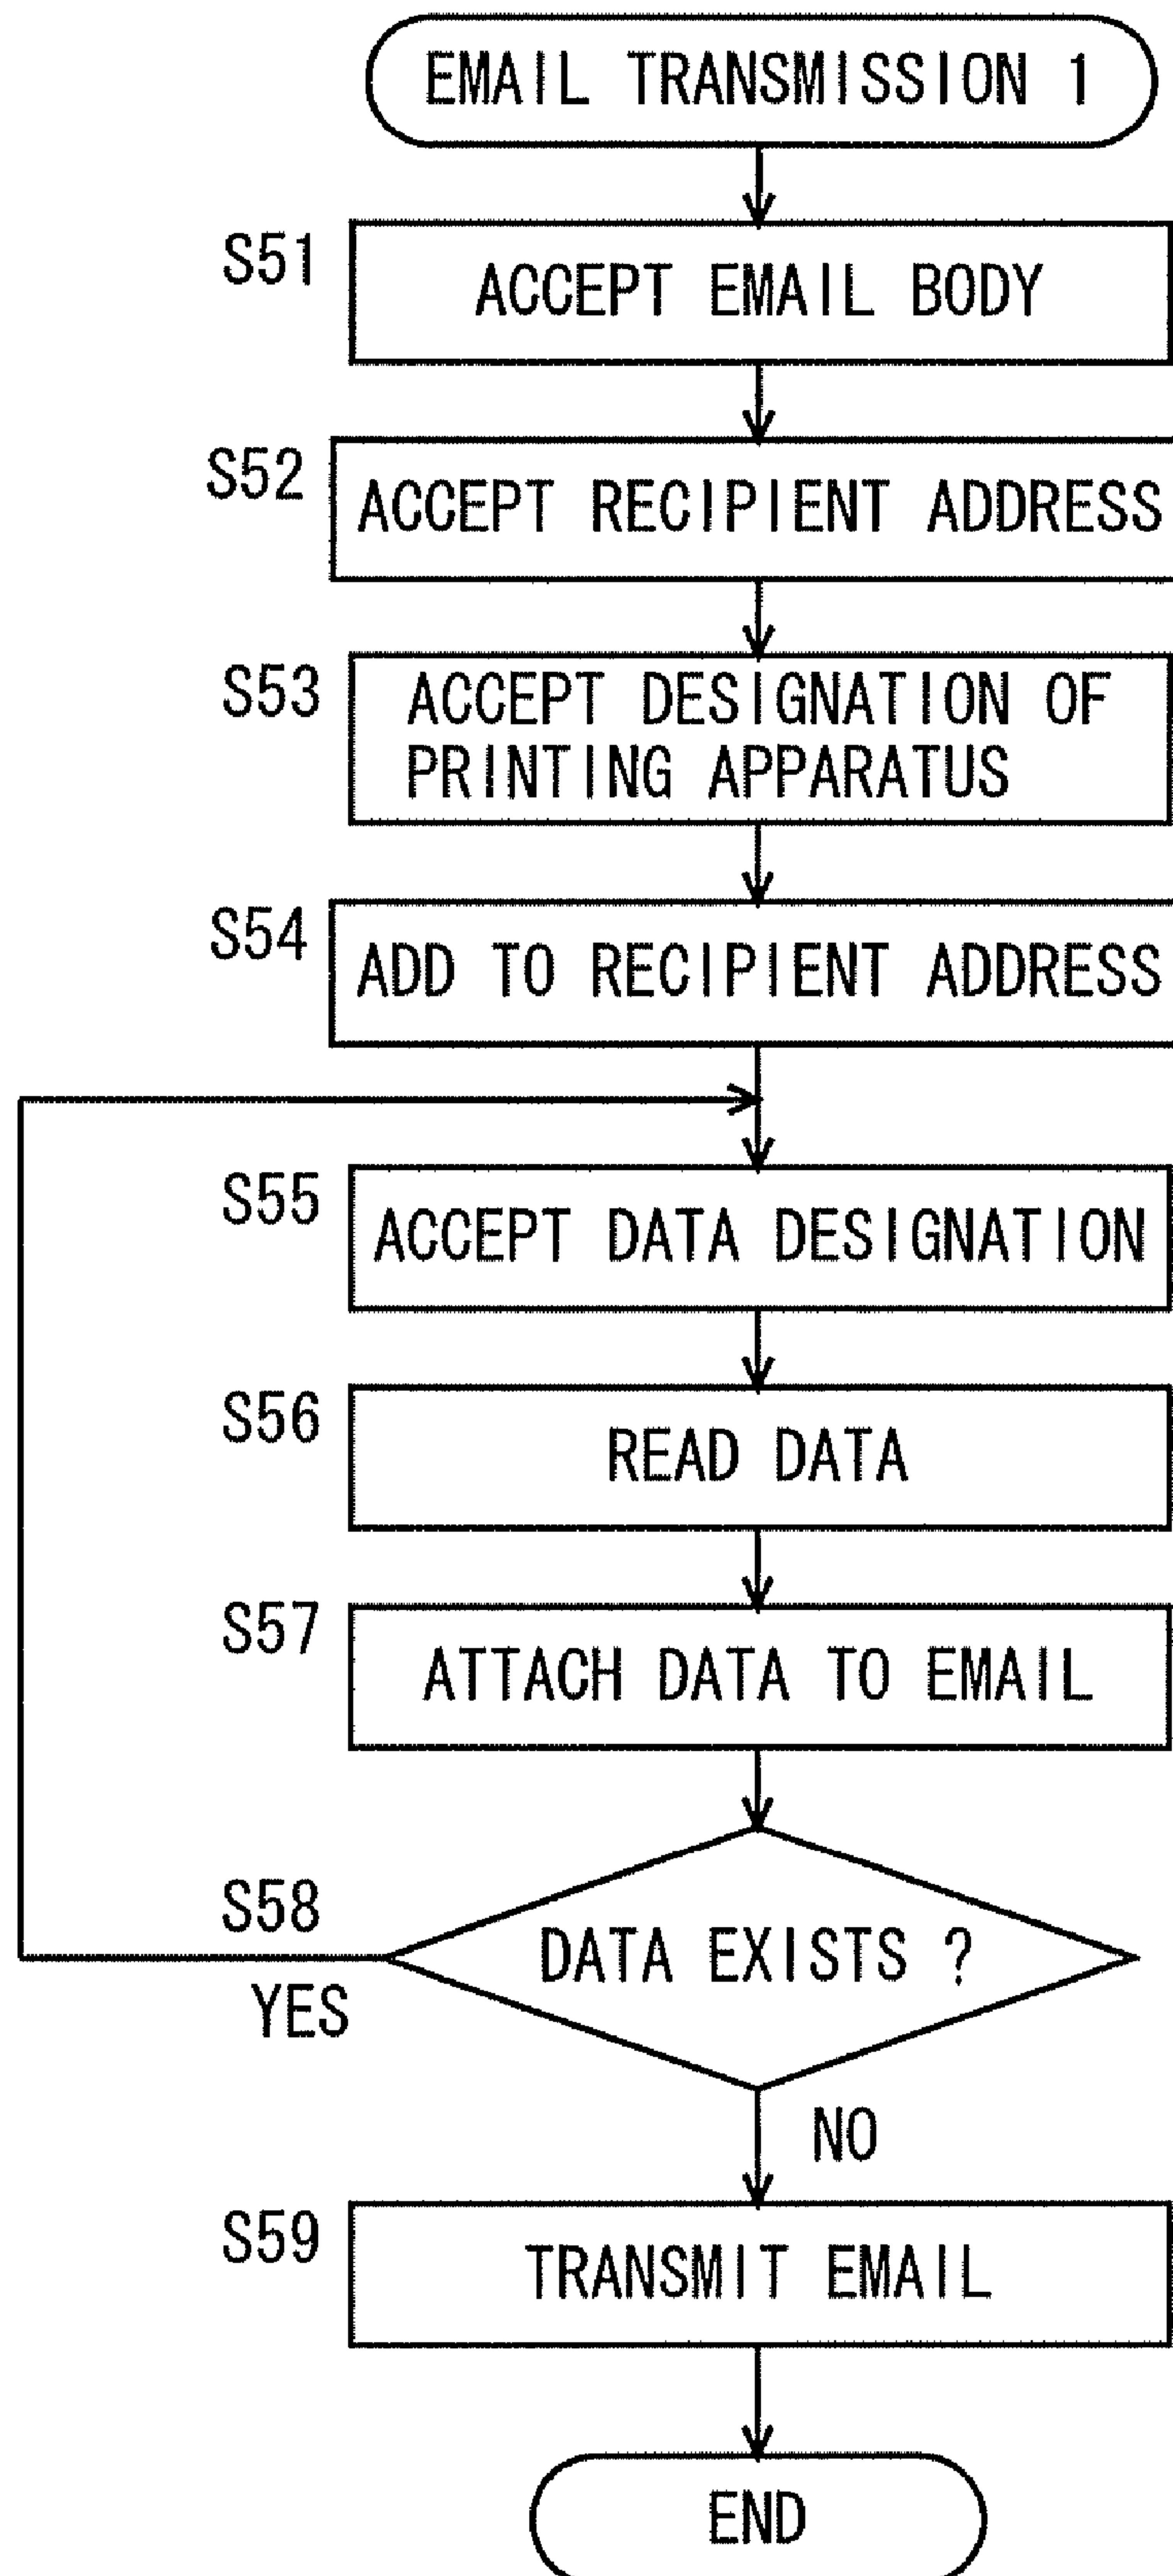 EMAIL TRANSMISSION 1
S51
ACCEPT EMAIL BODY
S52
ACCEPT RECIPIENT ADDRESS
S53
ACCEPT DESIGNATION OF
PRINTING APPARATUS
S54
ADD TO RECIPIENT ADDRESS
S55
ACCEPT DATA DESIGNATION
S56
READ DATA
S57
ATTACH DATA TO EMAIL
S58
DATA EXISTS ?
YES
NO
S59
TRANSMIT EMAIL
END